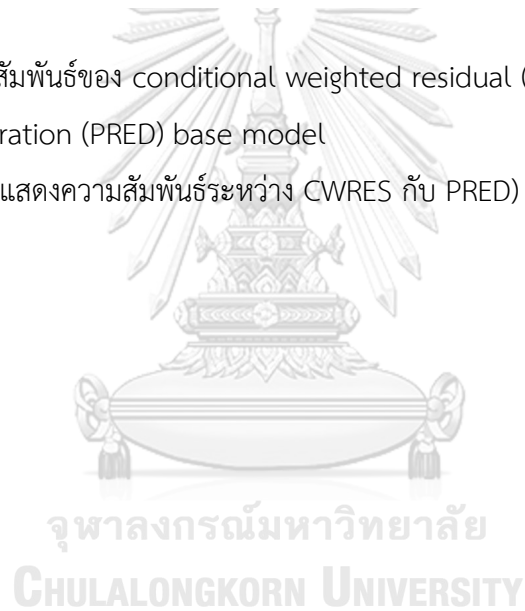 สัมพันธ์ของ conditional weighted residual (
ration (PRED) base model
แสดงความสัมพันธ์ระหว่าง CWRES กับ PRED)
จุฬาลงกรณ์มหาวิทยาลัย
CHULALONGKORN UNIVERSITY